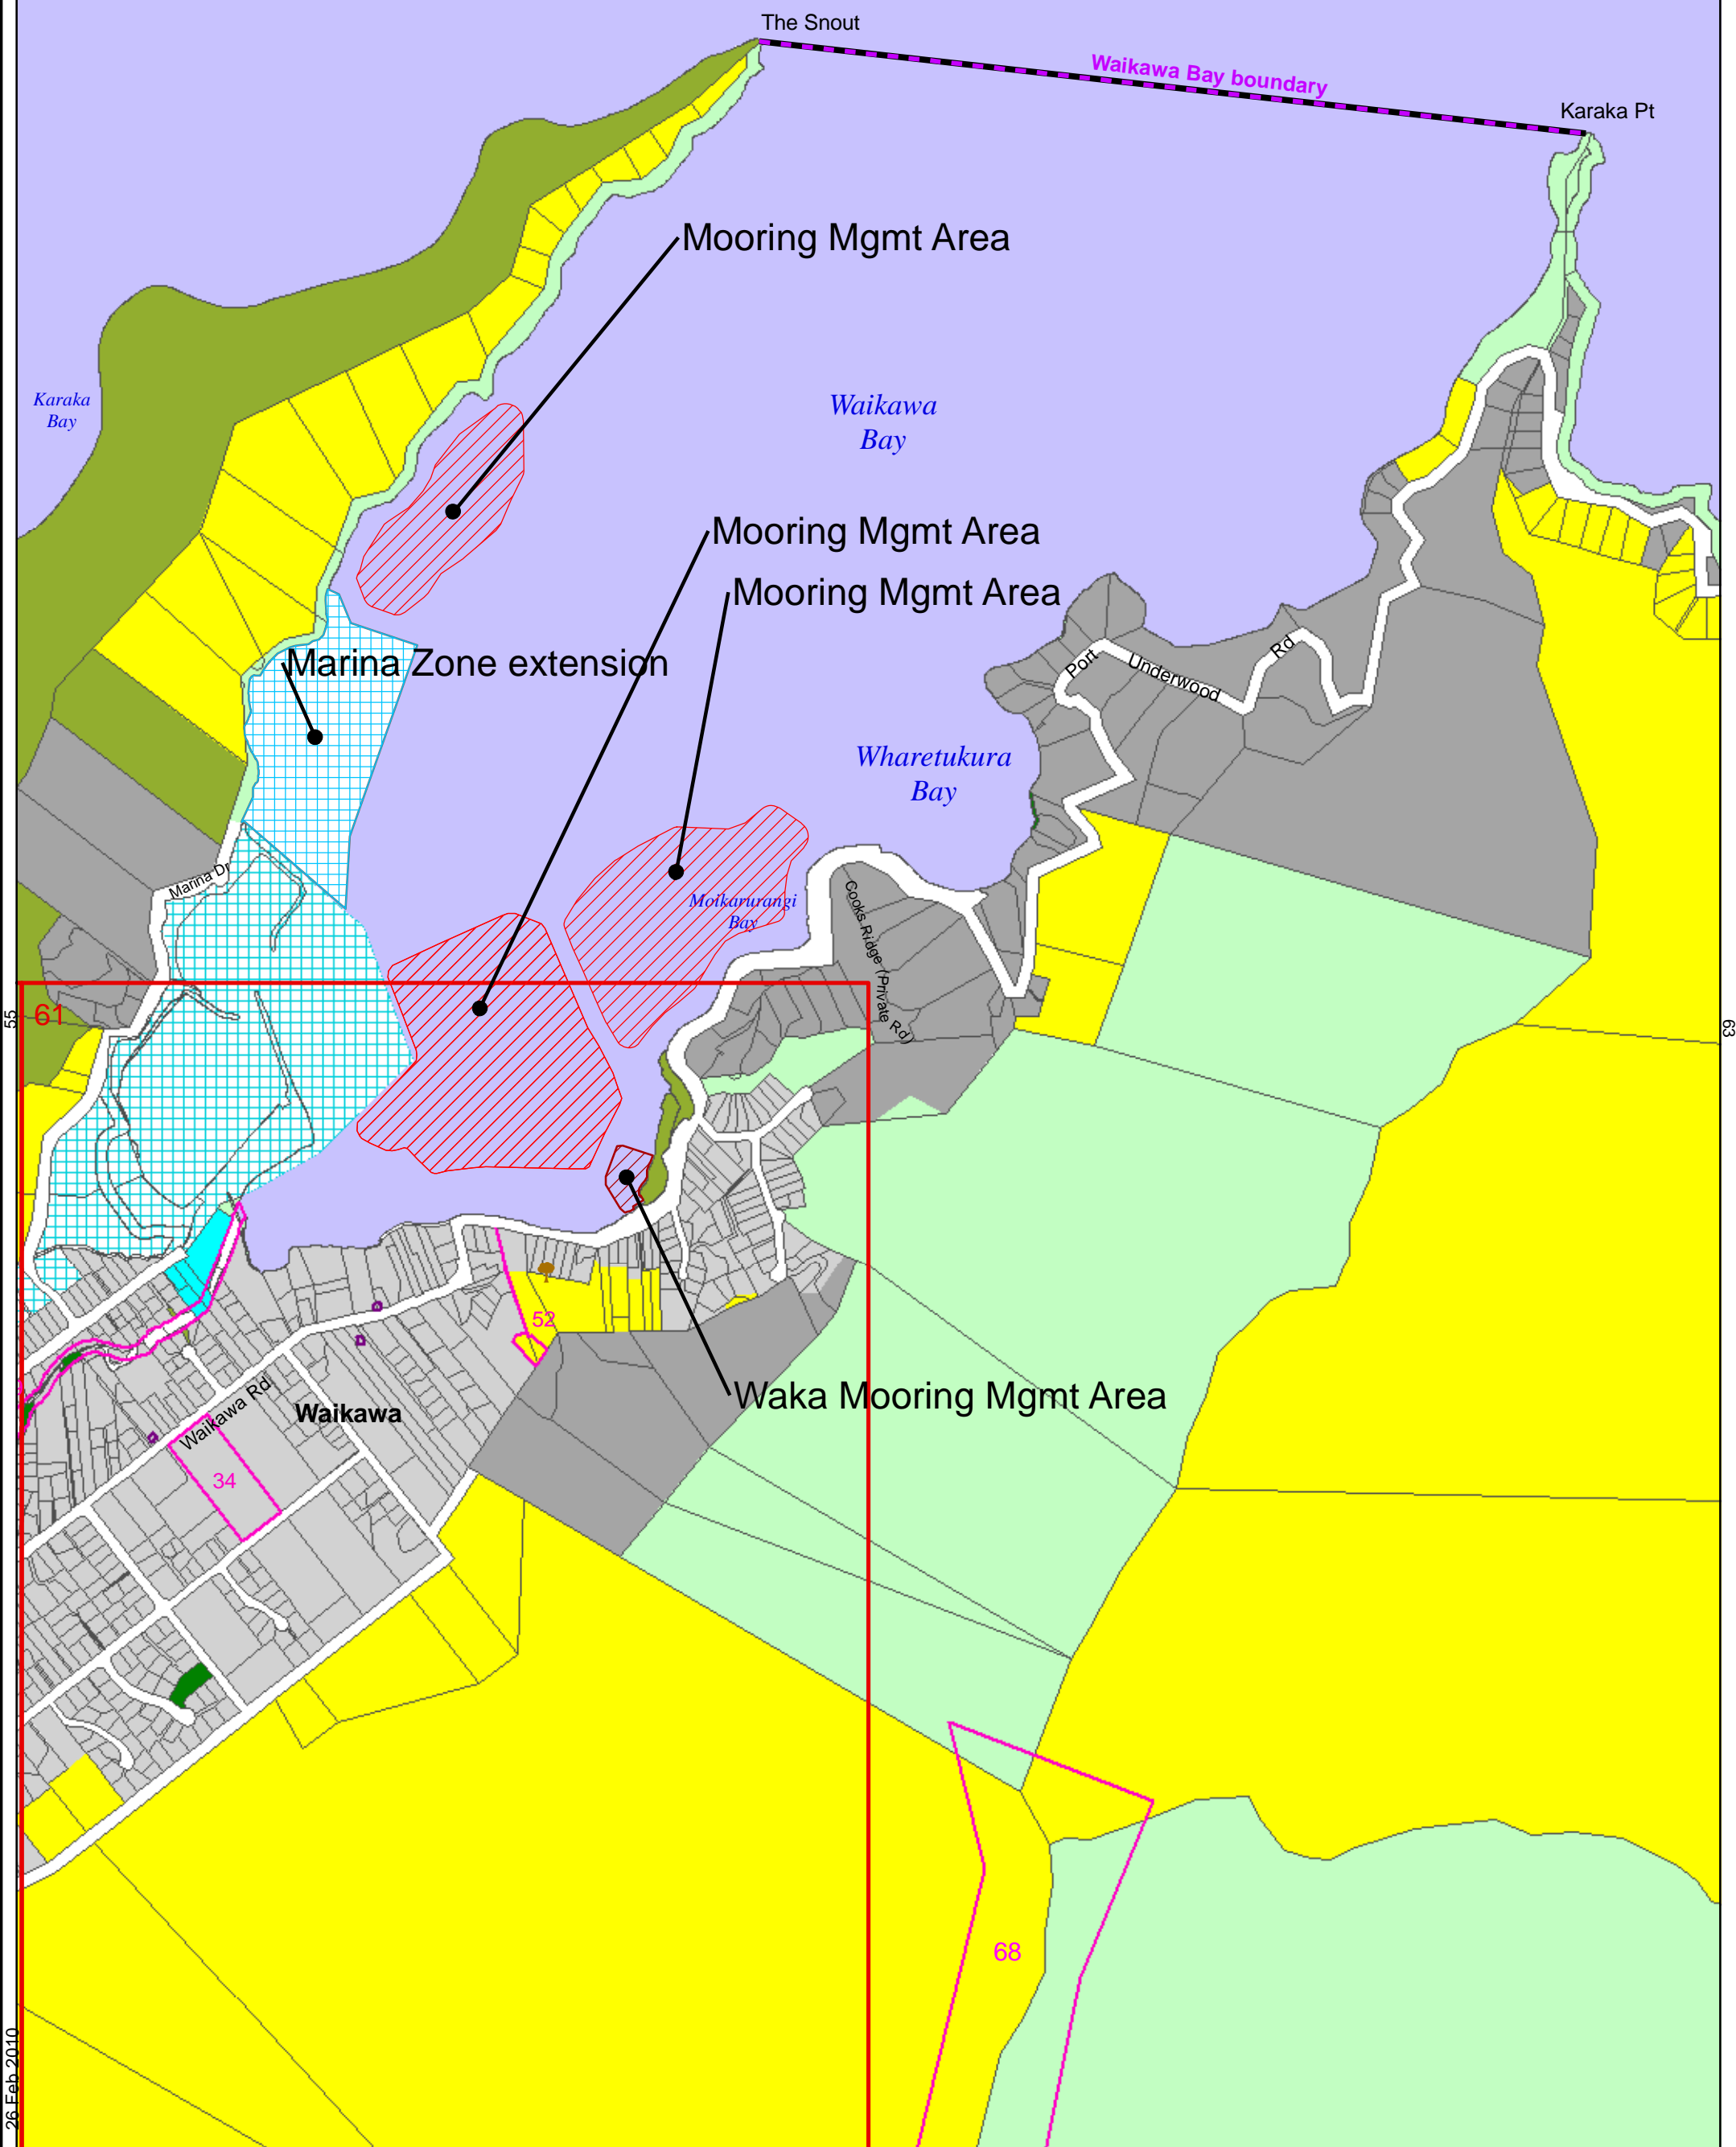 The Snout
Waikawa Bay boundary
Karaka Pt
Mooring Mgmt Area
Karaka
Bay
Waikawa
Bay
Mooring Mgmt Area
Mooring Mgmt Area
Marina Zone extension
Port
Underwood
Rd
Wharetukura
Bay
Marina Dr
Moikarurangi
Bay
Cooks Ridge (Private Rd)
55
61
63
52
Waka Mooring Mgmt Area
Waikawa Rd
Waikawa
34
68
26 Feb 2010